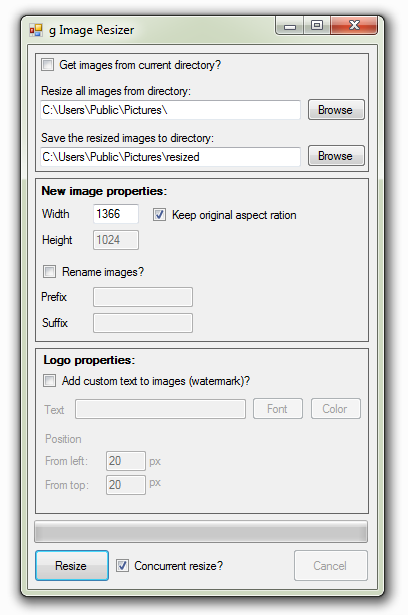 g Image Resizer
Get images from current directory?
Resize all images from directory:
C:\Users\Public\Pictures\
Browse
Save the resized images to directory:
C:\Users\Public\Pictures\resized
Browse
New image properties:
Width 1366 Keep original aspect ration
Height 1024
Rename images?
Prefix
Suffix
Logo properties:
Add custom text to images (watermark)?
Text Font Color
Position
From left: 20 px
From top: 20 px
Resize Concurrent resize? Cancel